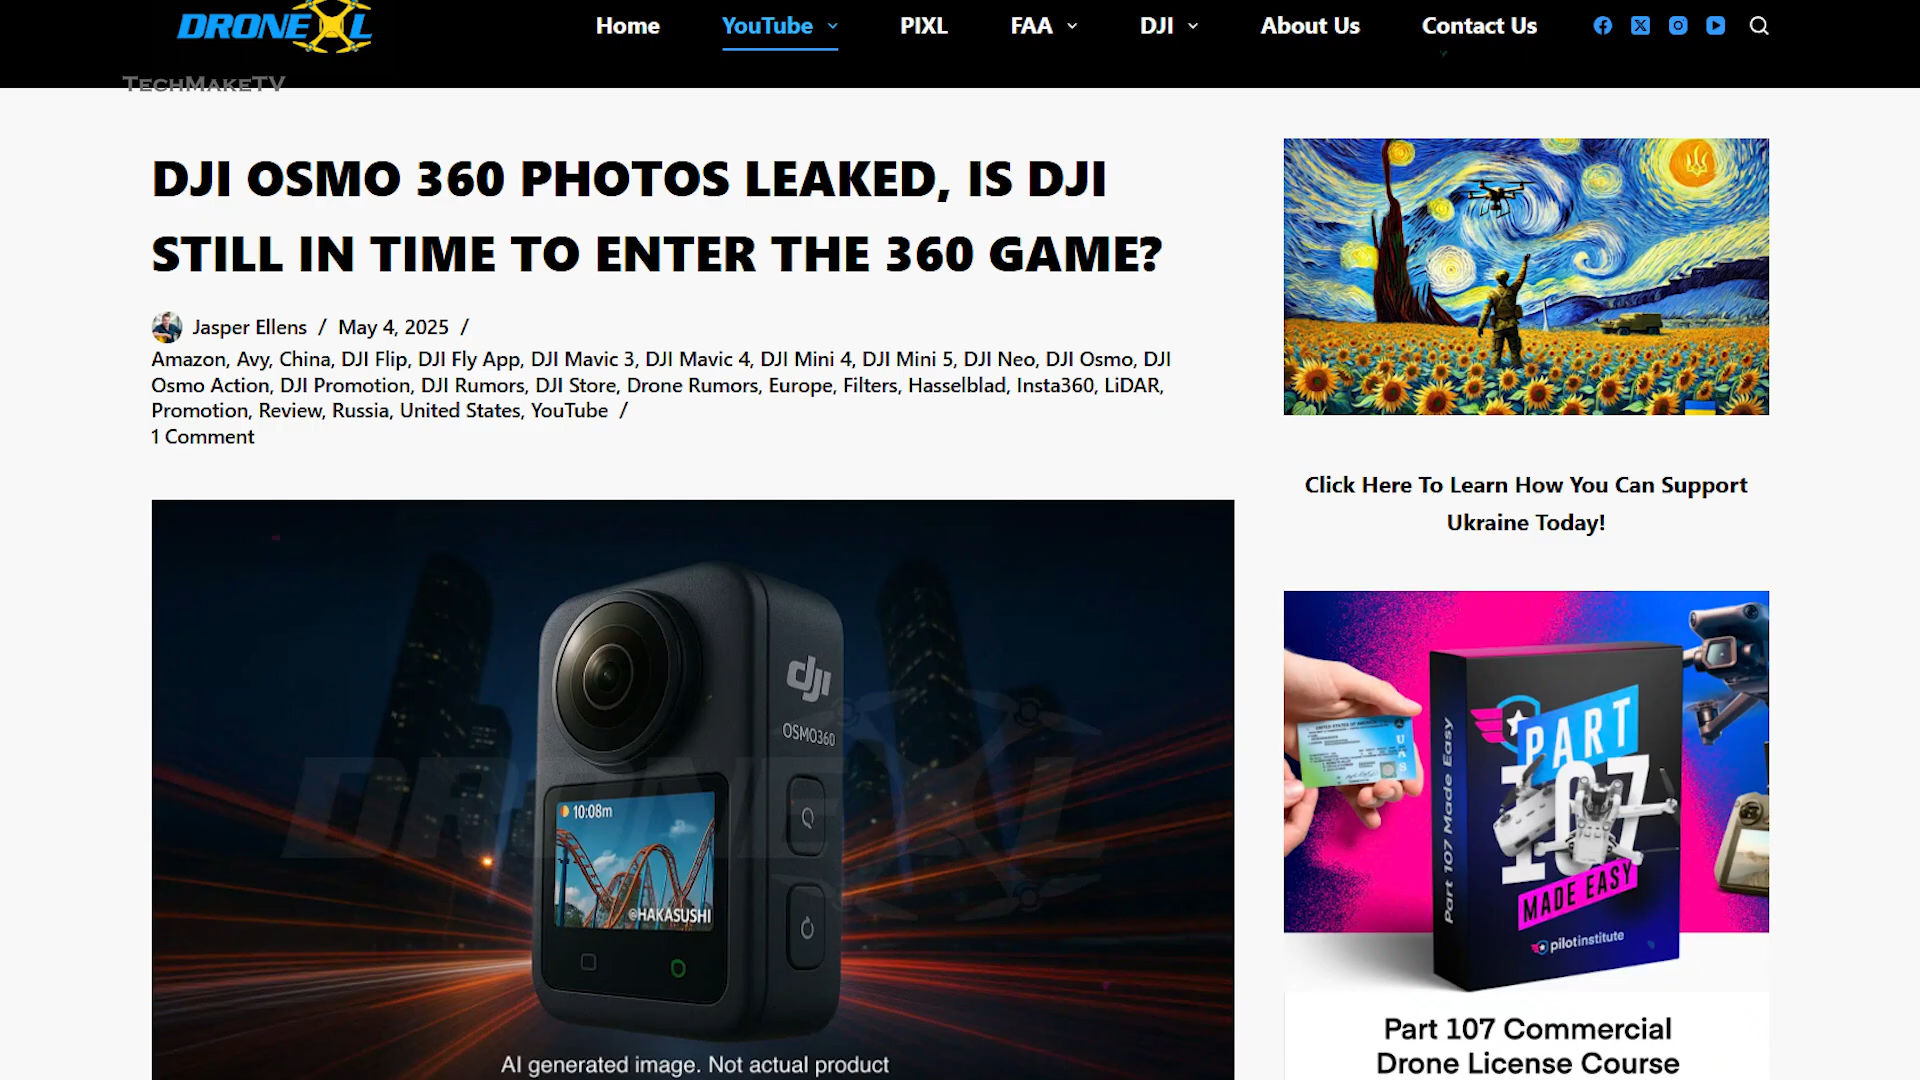 DRONEXL
Home
YouTube
PIXL
FAA
DJI
About Us
Contact Us
TECHMAKETV
DJI OSMO 360 PHOTOS LEAKED, IS DJI
STILL IN TIME TO ENTER THE 360 GAME?
Jasper Ellens / May 4, 2025 /
Amazon, Avy, China, DJI Flip, DJI Fly App, DJI Mavic 3, DJI Mavic 4, DJI Mini 4, DJI Mini 5, DJI Neo, DJI Osmo, DJI
Osmo Action, DJI Promotion, DJI Rumors, DJI Store, Drone Rumors, Europe, Filters, Hasselblad, Insta360, LiDAR,
Promotion, Review, Russia, United States, YouTube /
1 Comment
dji
OSMO360
DRONEXL
10:08m
@HAKASUSHI
AI generated image. Not actual product
Click Here To Learn How You Can Support
Ukraine Today!
UAS
Part 107 Made Easy
PART
107
MADE EASY
pilotinstitute
Part 107 Commercial
Drone License Course